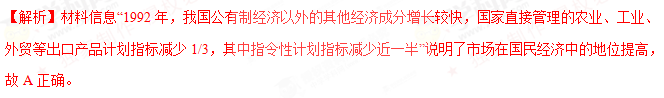 【解析】材料信息“1992 年，我国公有制经济以外的其他经济成分增长较快，国家直接管理的农业、工业、
外贸等出口产品计划指标减少 1/3，其中指令性计划指标减少近一半”说明了市场在国民经济中的地位提高，
故 A 正确。